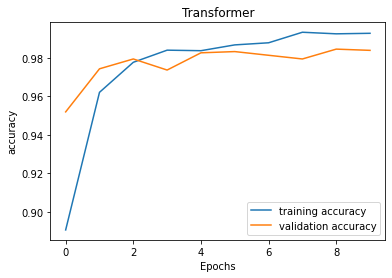 Transformer
accuracy
0.98
0.96
0.94
0.92
0.90
training accuracy
validation accuracy
0 2 4 6 8
Epochs